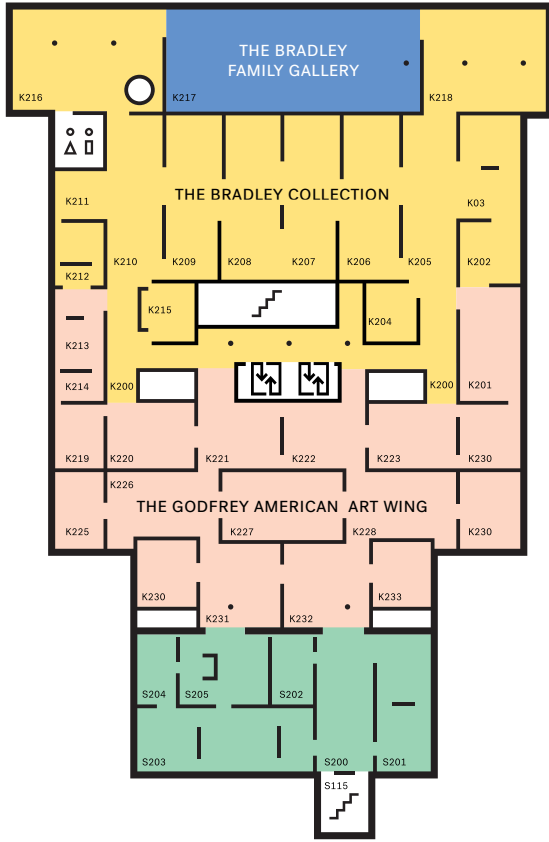 THE BRADLEY
FAMILY GALLERY
K216
K217
K218
THE BRADLEY COLLECTION
K211
K03
K212
K210
K209
K208
K207
K206
K205
K202
K215
K204
K213
K214
K200
K200
K201
K219
K220
K221
K222
K223
K230
K226
THE GODFREY AMERICAN ART WING
K225
K227
K228
K230
K230
K231
K232
K233
S204
S205
S202
S203
S200
S201
S115